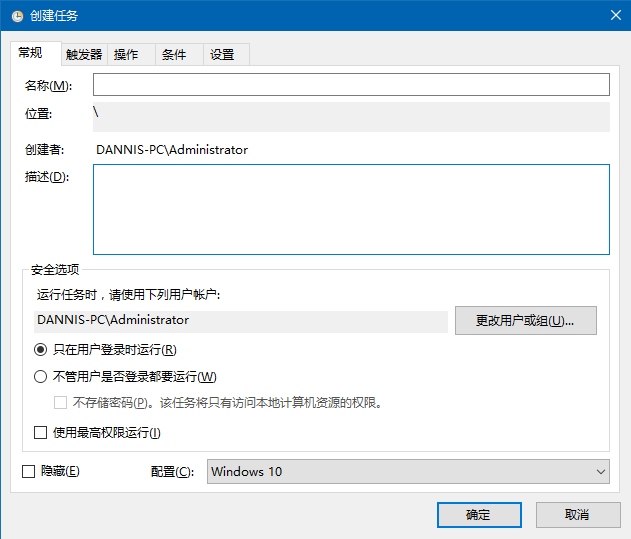 创建任务
常规 触发器 操作 条件 设置
名称(M):
位置: \
创建者: DANNIS-PC\Administrator
描述(D):
安全选项
运行任务时，请使用下列用户帐户:
DANNIS-PC\Administrator 更改用户或组(U)...
只在用户登录时运行(R)
不管用户是否登录都要运行(W)
不存储密码(P)。该任务将只有访问本地计算机资源的权限。
使用最高权限运行(I)
隐藏(E) 配置(C): Windows 10
确定 取消